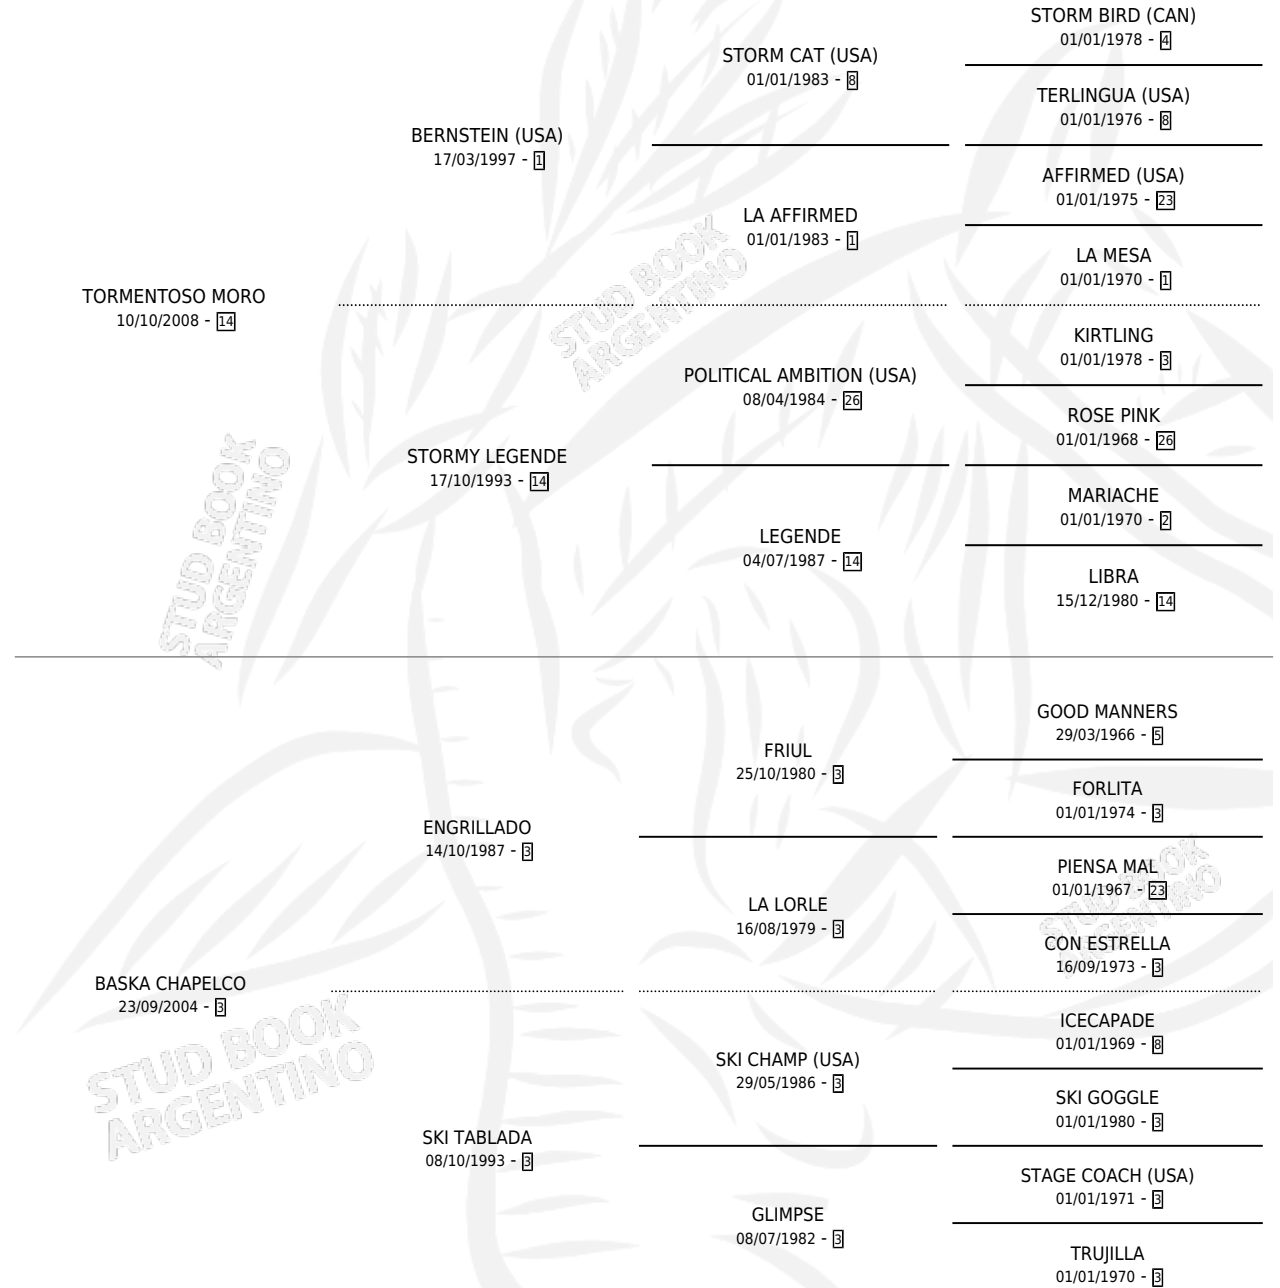 STORM BIRD (CAN)
01/01/1978 - 4
STORM CAT (USA)
01/01/1983 - 8
TERLINGUA (USA)
01/01/1976 - 8
BERNSTEIN (USA)
17/03/1997 - 1
AFFIRMED (USA)
01/01/1975 - 23
LA AFFIRMED
01/01/1983 - 1
LA MESA
01/01/1970 - 1
TORMENTOSO MORO
10/10/2008 - 14
KIRTLING
01/01/1978 - 3
POLITICAL AMBITION (USA)
08/04/1984 - 26
ROSE PINK
01/01/1968 - 26
STORMY LEGENDE
17/10/1993 - 14
MARIACHE
01/01/1970 - 2
LEGENDE
04/07/1987 - 14
LIBRA
15/12/1980 - 14
GOOD MANNERS
29/03/1966 - 5
FRIUL
25/10/1980 - 3
FORLITA
01/01/1974 - 3
ENGRILLADO
14/10/1987 - 3
PIENSA MAL
01/01/1967 - 23
LA LORLE
16/08/1979 - 3
CON ESTRELLA
16/09/1973 - 3
BASKA CHAPELCO
23/09/2004 - 3
ICECAPADE
01/01/1969 - 8
SKI CHAMP (USA)
29/05/1986 - 3
SKI GOGGLE
01/01/1980 - 3
SKI TABLADA
08/10/1993 - 3
STAGE COACH (USA)
01/01/1971 - 3
GLIMPSE
08/07/1982 - 3
TRUJILLA
01/01/1970 - 3
STUD BOOK
ARGENTINO
STUD BOOK
ARGENTINO
STUD BOOK
ARGENTINO
STUD BOOK
ARGENTINO